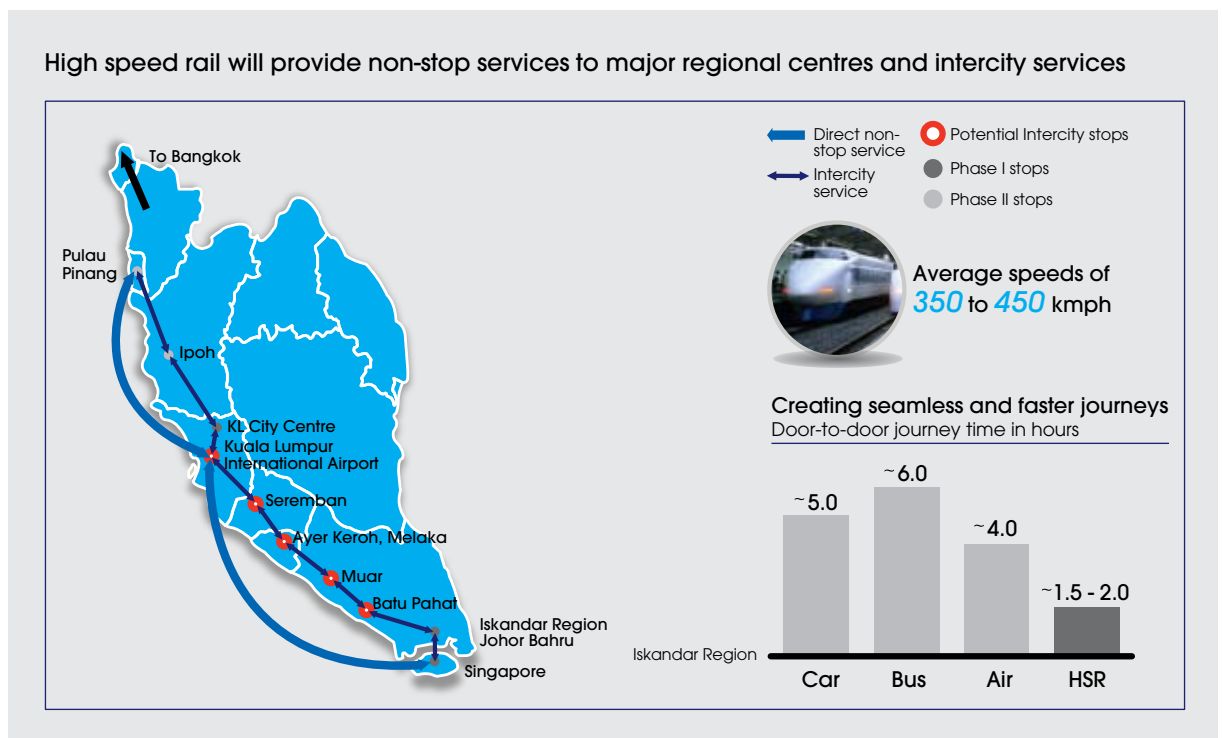 High speed rail will provide non-stop services to major regional centres and intercity services
To Bangkok
Pulau
Pinang
Ipoh
KL City Centre
Kuala Lumpur
International Airport
Seremban
Ayer Keroh, Melaka
Muar
Batu Pahat
Iskandar Region
Johor Bahru
Singapore
Direct non-
stop service
Intercity
service
Potential Intercity stops
Phase I stops
Phase II stops
Average speeds of
350 to 450 kmph
Creating seamless and faster journeys
Door-to-door journey time in hours
~5.0
~6.0
~4.0
~1.5 - 2.0
Iskandar Region
Car
Bus
Air
HSR